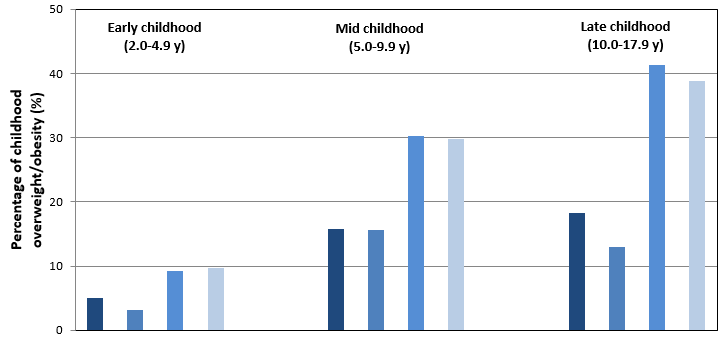 50
40
30
20
10
0
Percentage of childhood
overweight/obesity (%)
Early childhood
(2.0-4.9 y)
Mid childhood
(5.0-9.9 y)
Late childhood
(10.0-17.9 y)